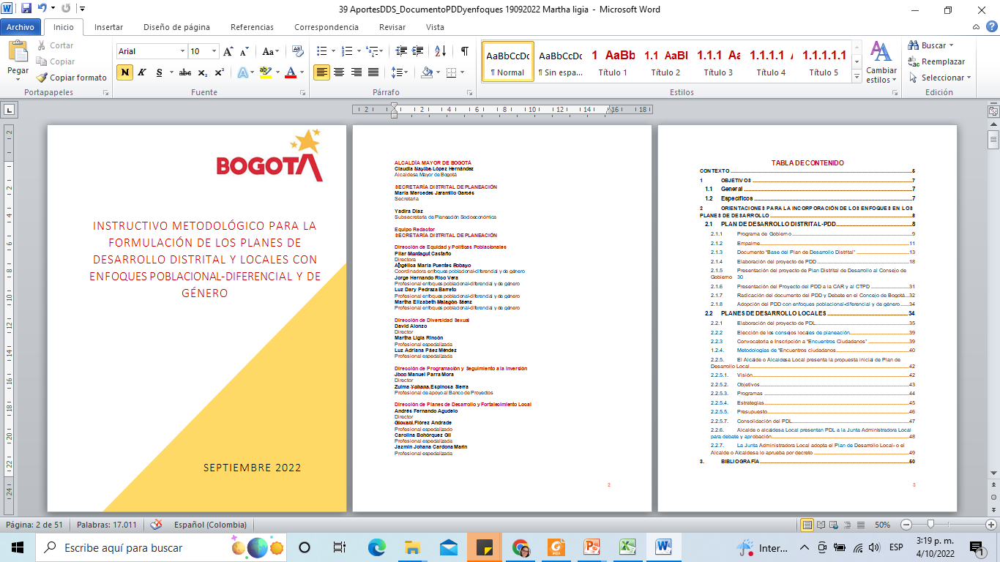 39 AportesDDS_DocumentoPDDyenfoques 19092022 Martha ligia - Microsoft Word
Archivo Inicio Insertar Diseño de página Referencias Correspondencia Revisar Vista
Pegar
Cortar
Copiar
Copiar formato
Portapapeles
Arial 10
N K S abc x₂ x² A ab A
Fuente
Párrafo
AaBbCcDc AaBbCcDc 1 AaBb 1.1 AaBl 1.1.1 Aa 1.1.1.1 A 1.1.1.1.1
¶ Normal ¶ Sin espa... Título 1 Título 2 Título 3 Título 4 Título 5
Cambiar estilos
Estilos
Buscar
Reemplazar
Seleccionar
Edición
2 2 4 6 8 10 12 14 16 18
BOGOTÁ
INSTRUCTIVO METODOLÓGICO PARA LA
FORMULACIÓN DE LOS PLANES DE
DESARROLLO DISTRITAL Y LOCALES CON
ENFOQUES POBLACIONAL-DIFERENCIAL Y DE
GÉNERO
SEPTIEMBRE 2022
ALCALDÍA MAYOR DE BOGOTÁ
Claudia Nayibe López Hernández
Alcaldesa Mayor de Bogotá
SECRETARÍA DISTRITAL DE PLANEACIÓN
María Mercedes Jaramillo Garcés
Secretaria
Yadira Díaz
Subsecretaria de Planeación Socioeconómica
Equipo Redactor
SECRETARÍA DISTRITAL DE PLANEACIÓN
Dirección de Equidad y Políticas Poblacionales
Pilar Montagut Castaño
Directora
Angélica María Puentes Robayo
Coordinadora enfoques poblacional-diferencial y de género
Jorge Hernando Rico Vera
Profesional enfoques poblacional-diferencial y de género
Luz Dary Pedraza Barreto
Profesional enfoques poblacional-diferencial y de género
Martha Elizabeth Malagón Sáenz
Profesional enfoques poblacional-diferencial y de género
Dirección de Diversidad Sexual
David Alonzo
Director
Martha Ligia Rincón
Profesional especializada
Luz Adriana Páez Méndez
Profesional especializada
Dirección de Programación y Seguimiento a la Inversión
Jhon Manuel Parra Mora
Director
Zulma Yohana Espinosa Sierra
Profesional de apoyo al Banco de Proyectos
Dirección de Planes de Desarrollo y Fortalecimiento Local
Andrés Fernando Agudelo
Director
Giovani Flórez Andrade
Profesional especializado
Carolina Bohórquez Gil
Profesional especializada
Jazmín Johana Cardona Marín
Profesional especializada
2
TABLA DE CONTENIDO
CONTEXTO 5
1 OBJETIVOS 7
1.1 General 7
1.2 Específicos 7
2 ORIENTACIONES PARA LA INCORPORACIÓN DE LOS ENFOQUES EN LOS
PLANES DE DESARROLLO 8
2.1 PLAN DE DESARROLLO DISTRITAL-PDD 8
2.1.1 Programa de Gobierno 9
2.1.2 Empalme 11
2.1.3 Documento "Base del Plan de Desarrollo Distrital" 13
2.1.4 Elaboración del proyecto de PDD 18
2.1.5 Presentación del proyecto de Plan Distrital de Desarrollo al Consejo de
Gobierno 30
2.1.6 Presentación del Proyecto del PDD a la CAR y al CTPD 31
2.1.7 Radicación del documento del PDD y Debate en el Concejo de Bogotá 32
2.1.8 Adopción del PDD con enfoques poblacional-diferencial y de género 34
2.2 PLANES DE DESARROLLO LOCALES 34
2.2.1 Elaboración del proyecto de PDL 35
2.2.2 Elección de los consejos locales de planeación 39
2.2.3 Convocatoria e Inscripción a "Encuentros Ciudadanos" 39
1.2.4. Metodologías de "Encuentros ciudadanos 40
2.2.5. El Alcalde o Alcaldesa Local presenta la propuesta inicial de Plan de
Desarrollo Local 42
2.2.5.1. Visión 42
2.2.5.2. Objetivos 43
2.2.5.3. Programas 44
2.2.5.4. Estrategias 45
2.2.5.5. Presupuesto 46
2.2.5.7. Consolidación del PDL 47
2.2.6. Alcalde o alcaldesa Local presentan PDL a la Junta Administradora Local
para debate y aprobación 48
2.2.7. La Junta Administradora Local adopta el Plan de Desarrollo Local- o el
Alcalde o Alcaldesa lo aprueba por decreto 49
3. BIBLIOGRAFÍA 50
3
Página: 2 de 51 Palabras: 17.011 Español (Colombia) 50%
Escribe aquí para buscar
Inter... ESP
3:19 p. m.
4/10/2022
1